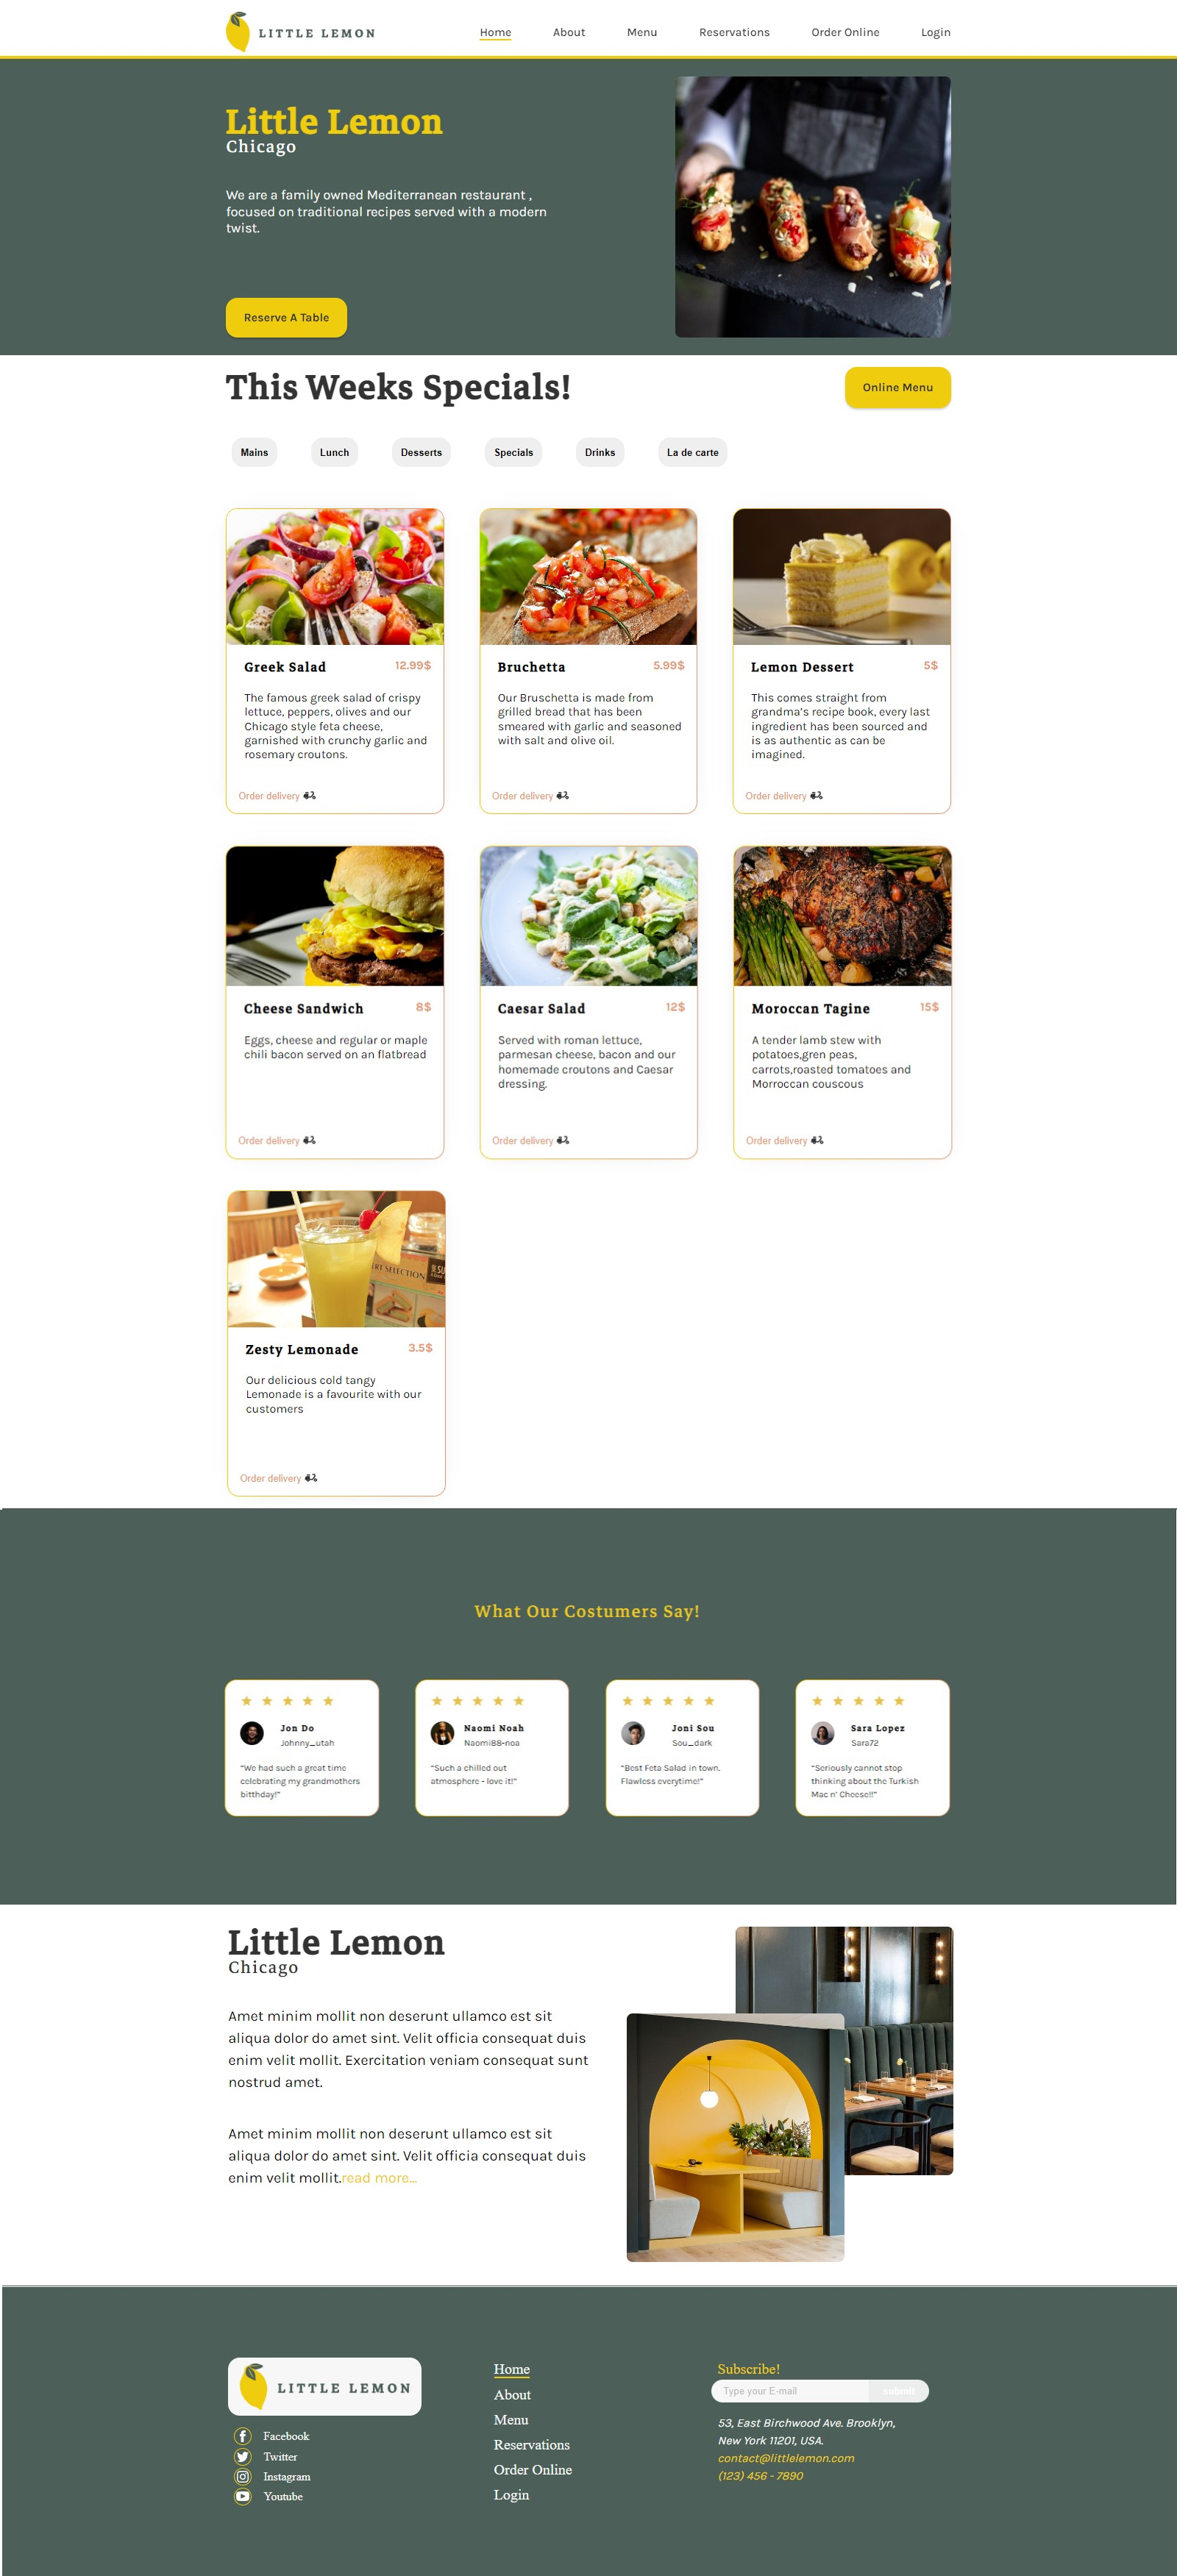 LITTLE LEMON
Home
About
Menu
Reservations
Order Online
Login
Little Lemon
Chicago
We are a family owned Mediterranean restaurant ,
focused on traditional recipes served with a modern
twist.
Reserve A Table
This Weeks Specials!
Online Menu
Mains
Lunch
Desserts
Specials
Drinks
La de carte
Greek Salad
12.99$
The famous greek salad of crispy
lettuce, peppers, olives and our
Chicago style feta cheese,
garnished with crunchy garlic and
rosemary croutons.
Order delivery
Bruchetta
5.99$
Our Bruschetta is made from
grilled bread that has been
smeared with garlic and seasoned
with salt and olive oil.
Order delivery
Lemon Dessert
5$
This comes straight from
grandma's recipe book, every last
ingredient has been sourced and
is as authentic as can be
imagined.
Order delivery
Cheese Sandwich
8$
Eggs, cheese and regular or maple
chili bacon served on an flatbread
Order delivery
Caesar Salad
12$
Served with roman lettuce,
parmesan cheese, bacon and our
homemade croutons and Caesar
dressing.
Order delivery
Moroccan Tagine
15$
A tender lamb stew with
potatoes,gren peas,
carrots,roasted tomatoes and
Morroccan couscous
Order delivery
SELECTION
Zesty Lemonade
3.5$
Our delicious cold tangy
Lemonade is a favourite with our
customers
Order delivery
What Our Costumers Say!
Jon Do
Johnny_utah
“We had such a great time
celebrating my grandmothers
bitthday!”
Naomi Noah
Naomi88-noa
“Such a chilled out
atmosphere - love it!”
Joni Sou
Sou_dark
“Best Feta Salad in town.
Flawless everytime!”
Sara Lopez
Sara72
“Seriously cannot stop
thinking about the Turkish
Mac n' Cheese!!”
Little Lemon
Chicago
Amet minim mollit non deserunt ullamco est sit
aliqua dolor do amet sint. Velit officia consequat duis
enim velit mollit. Exercitation veniam consequat sunt
nostrud amet.
Amet minim mollit non deserunt ullamco est sit
aliqua dolor do amet sint. Velit officia consequat duis
enim velit mollit.read more...
LITTLE LEMON
Facebook
Twitter
Instagram
Youtube
Home
About
Menu
Reservations
Order Online
Login
Subscribe!
Type your E-mail
submit
53, East Birchwood Ave. Brooklyn,
New York 11201, USA.
contact@littlelemon.com
(123) 456 - 7890